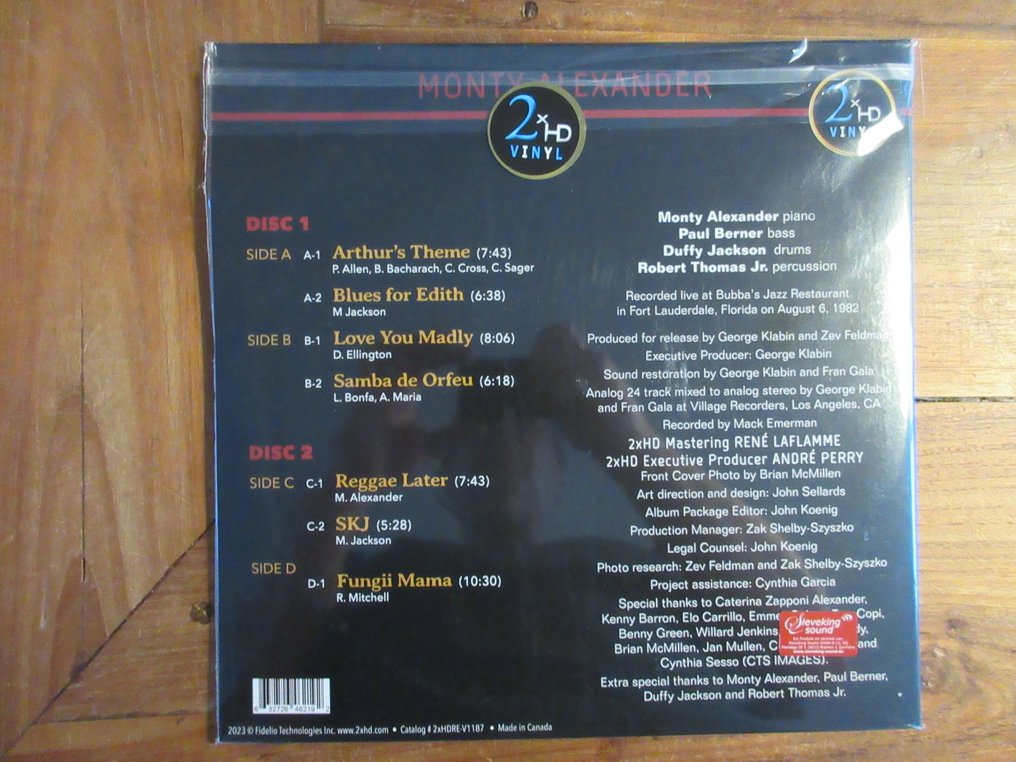 MONTY ALEXANDER
2xHD
VINYL
2xHD
VINYL
DISC 1
SIDE A A-1 Arthur's Theme (7:43)
P. Allen, B. Bacharach, C. Cross, C. Sager
A-2 Blues for Edith (6:38)
M Jackson
SIDE B B-1 Love You Madly (8:06)
D. Ellington
B-2 Samba de Orfeu (6:18)
L. Bonfa, A. Maria
DISC 2
SIDE C C-1 Reggae Later (7:43)
M. Alexander
C-2 SKJ (5:28)
M. Jackson
SIDE D
D-1 Fungii Mama (10:30)
R. Mitchell
Monty Alexander piano
Paul Berner bass
Duffy Jackson drums
Robert Thomas Jr. percussion
Recorded live at Bubba's Jazz Restaurant
in Fort Lauderdale, Florida on August 6, 1982
Produced for release by George Klabin and Zev Feldman
Executive Producer: George Klabin
Sound restoration by George Klabin and Fran Gala
Analog 24 track mixed to analog stereo by George Klabin
and Fran Gala at Village Recorders, Los Angeles, CA
Recorded by Mack Emerman
2xHD Mastering RENÉ LAFLAMME
2xHD Executive Producer ANDRÉ PERRY
Front Cover Photo by Brian McMillen
Art direction and design: John Sellards
Album Package Editor: John Koenig
Production Manager: Zak Shelby-Szyszko
Legal Counsel: John Koenig
Photo research: Zev Feldman and Zak Shelby-Szyszko
Project assistance: Cynthia Garcia
Special thanks to Caterina Zapponi Alexander,
Kenny Barron, Elo Carrillo, Copi,
Benny Green, Willard Jenkins,
Brian McMillen, Jan Mullen, and
Cynthia Sesso (CTS IMAGES).
Extra special thanks to Monty Alexander, Paul Berner,
Duffy Jackson and Robert Thomas Jr.
Sieveking
sound
www.sieveking-sound.de
6 32726 46219 2
2023 © Fidelio Technologies Inc. www.2xhd.com • Catalog # 2xHDRE-V1187 • Made in Canada